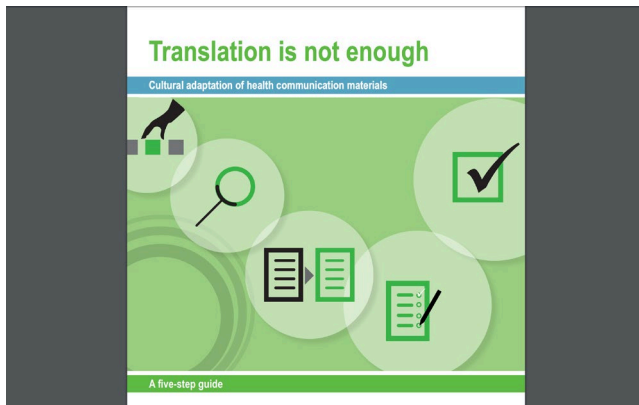 Translation is not enough
Cultural adaptation of health communication materials
A five-step guide